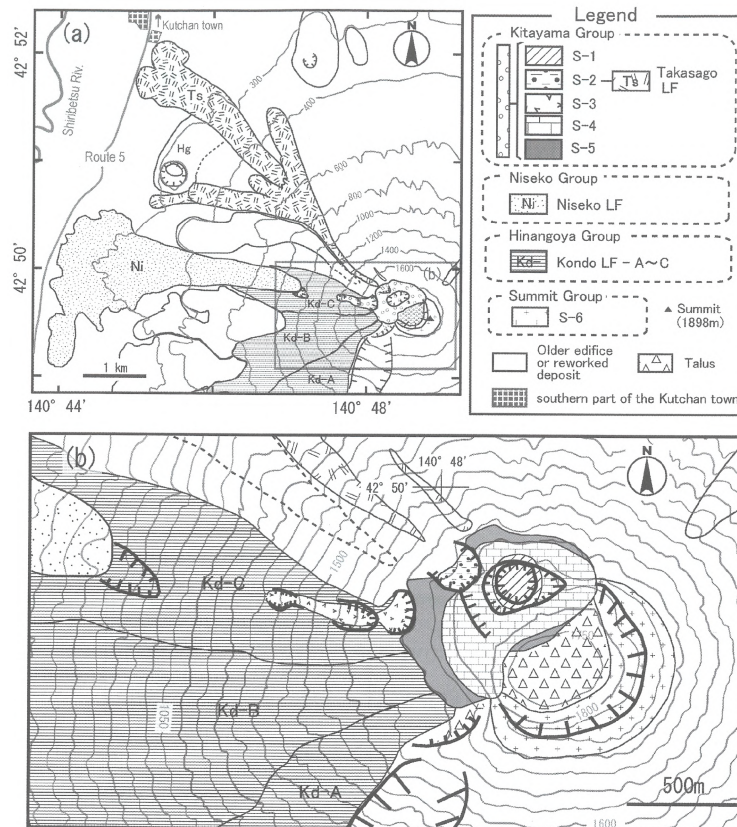 (a)
Kutchan town
N
42° 52'
Shiribetsu Riv.
Ts
300
400
Route 5
Hg
600
800
1000
1200
1400
1600
(b)
42° 50'
Ni
Kd-C
Kd-B
Kd-A
1 km
140° 44'
140° 48'
Legend
Kitayama Group
S-1
S-2
Ts
Takasago
LF
S-3
S-4
S-5
Niseko Group
Ni
Niseko LF
Hinangoya Group
Kd-
Kondo LF - A~C
Summit Group
S-6
Summit
(1898m)
Older edifice
or reworked
deposit
Talus
southern part of the Kutchan town
(b)
N
140° 48'
42° 50'
1500
Kd-C
Kd-B
1050
1800
Kd-A
500m
1600